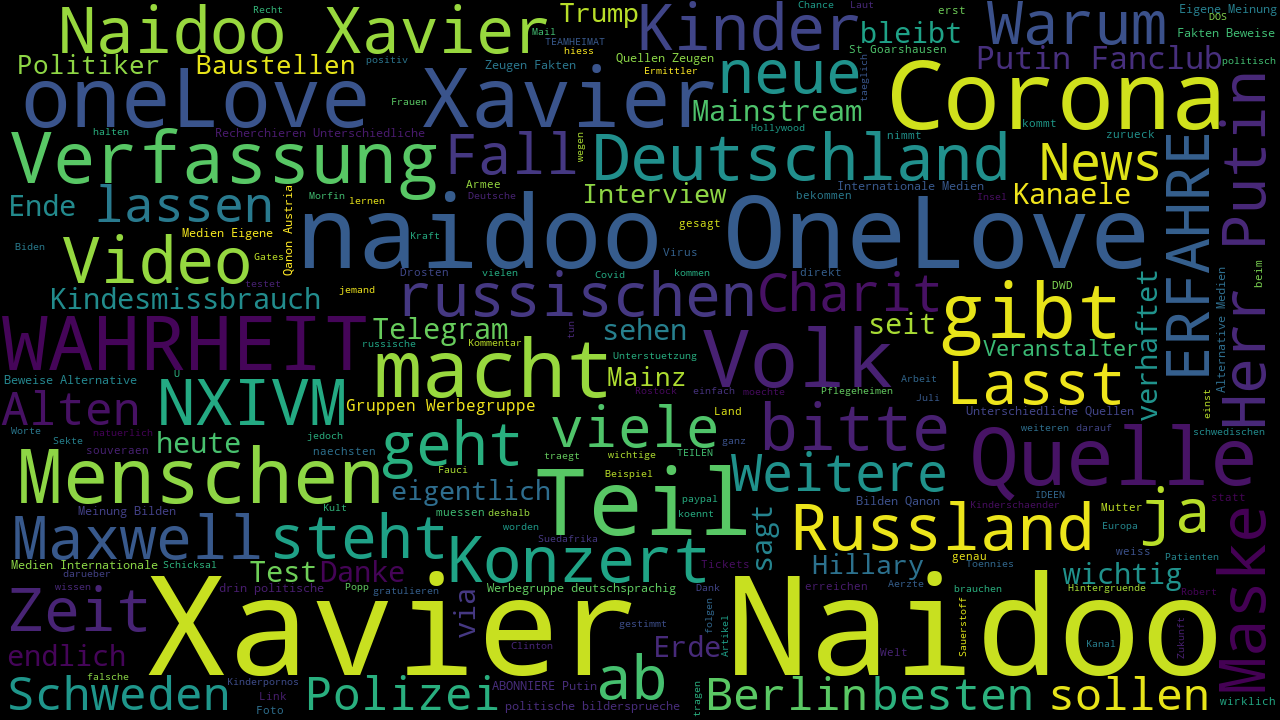 Naidoo Xavier
Recht
Mail
TEAMHEIMAT
hiess
Trump
Kinder
Chance
Laut
erst
bleibt
Warum
Eigene Meinung
DOS
Fakten Beweise
Politiker
Baustellen
positiv
Zeugen Fakten
Quellen Zeugen
Ermittler
neue
St Goarshausen
taeglich
Putin Fanclub
politisch
oneLove Xavier
Frauen
Mainstream
Corona
Herr Putin
halten
Recherchieren Unterschiedliche
Verfassung
Fall
wegen
Hollywood
Deutschland
nimmt
kommt
zurueck
News
ERFAHRE
Ende
lassen
Qanon Austria
Morfin
lernen
Armee
Deutsche
Interview
bekommen
Internationale Medien
Insel
Kanaele
Medien Eigene
naidoo OneLove
Kraft
gesagt
Virus
Biden
Video
Gates
testet
Drosten
vielen
Covid
kommen
direkt
DWD
beim
Kindesmissbrauch
jemand
russischen
Charit
gibt
verhaftet
Alternative Medien
WAHRHEIT
Telegram
russische
Kommentar
tun
sehen
seit
Veranstalter
macht
Unterstuetzung
Volk
Beweise Alternative
U
Mainz
Rostock
einfach
moechte
Pflegeheimen
Arbeit
Juli
Lasst
einst
Alten
NXIVM
Gruppen Werbegruppe
Land
Unterschiedliche Quellen
Worte
Sekte
natuerlich
souveraen
heute
jedoch
naechsten
geht
viele
traegt
wichtige
TEILEN
ganz
bitte
weiteren
darauf
schwedischen
Quelle
Menschen
Fauci
Beispiel
Teil
Weitere
eigentlich
paypal
koennt
Bilden Qanon
IDEEN
Kinderschaender
statt
Meinung Bilden
Kult
muessen
deshalb
worden
Suedafrika
sagt
Russland
Mutter
Europa
ja
Maske
Maxwell
steht
Konzert
Tickets
Hillary
genau
Toennies
weiss
Patienten
Medien Internationale
Schicksal
darueber
wissen
Test
Danke
drin politische
Popp
gratulieren
Werbegruppe deutschsprachig
Dank
erreichen
Aerzte
brauchen
wichtig
Hintergruende
Robert
Zeit
Xavier Naidoo
via
gestimmt
folgen
Artikel
Sauerstoff
Kanal
Zukunft
endlich
Clinton
Erde
Welt
falsche
Kinderpornos
Link
Foto
Schweden
Polizei
ABONNIERE Putin
politische bildersprueche
ab
tragen
Berlin
besten
sollen
wirklich